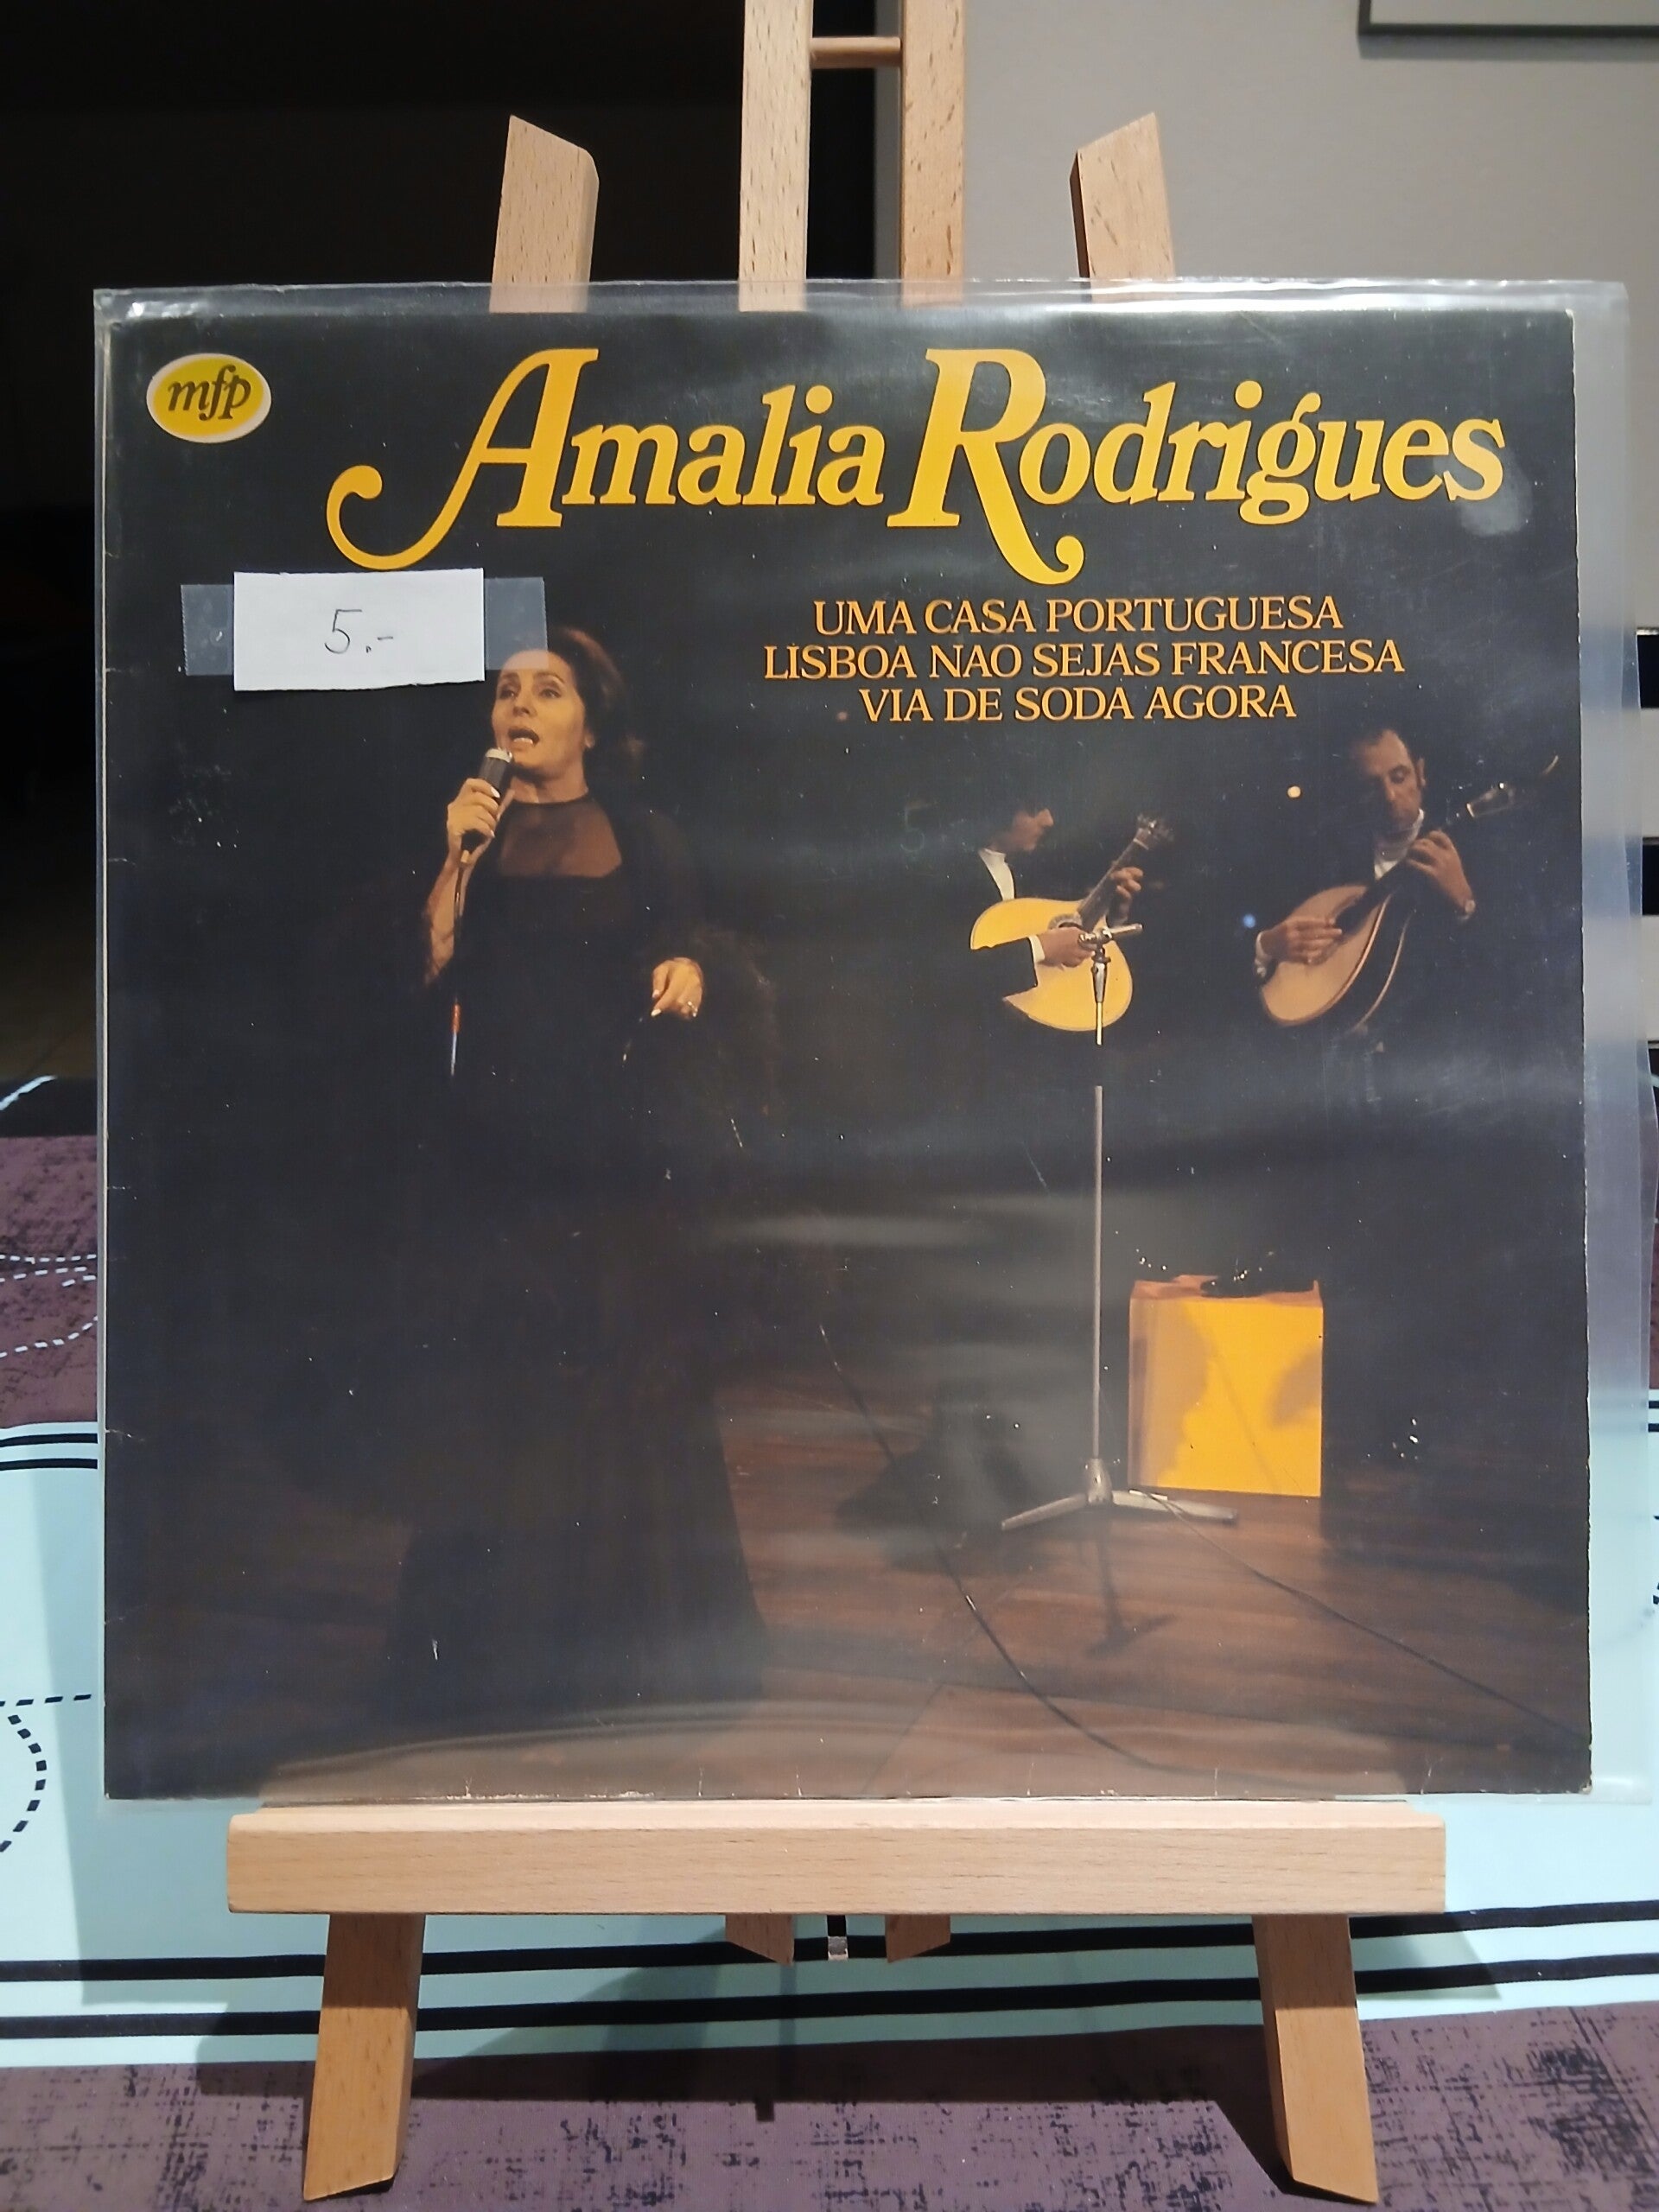 mfp
Amalia Rodrigues
5.-
UMA CASA PORTUGUESA
LISBOA NAO SEJAS FRANCESA
VIA DE SODA AGORA